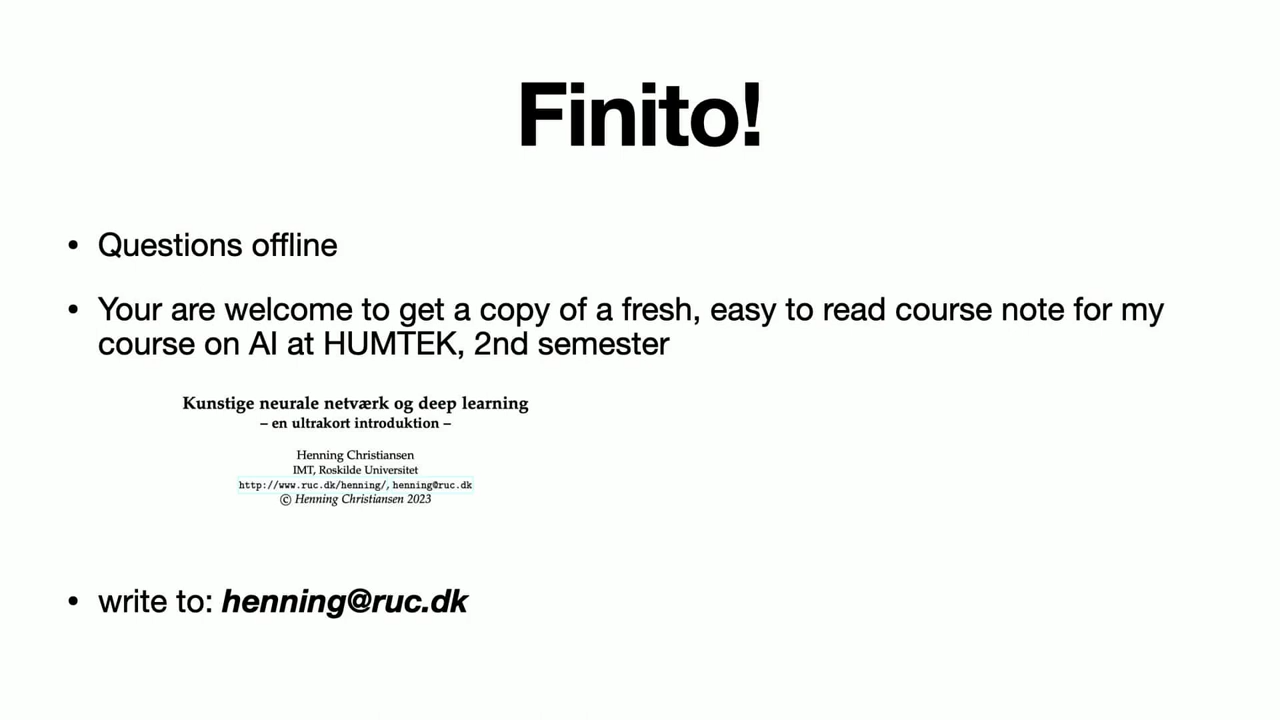 Finito!
• Questions offline
• Your are welcome to get a copy of a fresh, easy to read course note for my
course on AI at HUMTEK, 2nd semester
Kunstige neurale netværk og deep learning
– en ultrakort introduktion –
Henning Christiansen
IMT, Roskilde Universitet
http://www.ruc.dk/henning/, henning@ruc.dk
© Henning Christiansen 2023
• write to: henning@ruc.dk